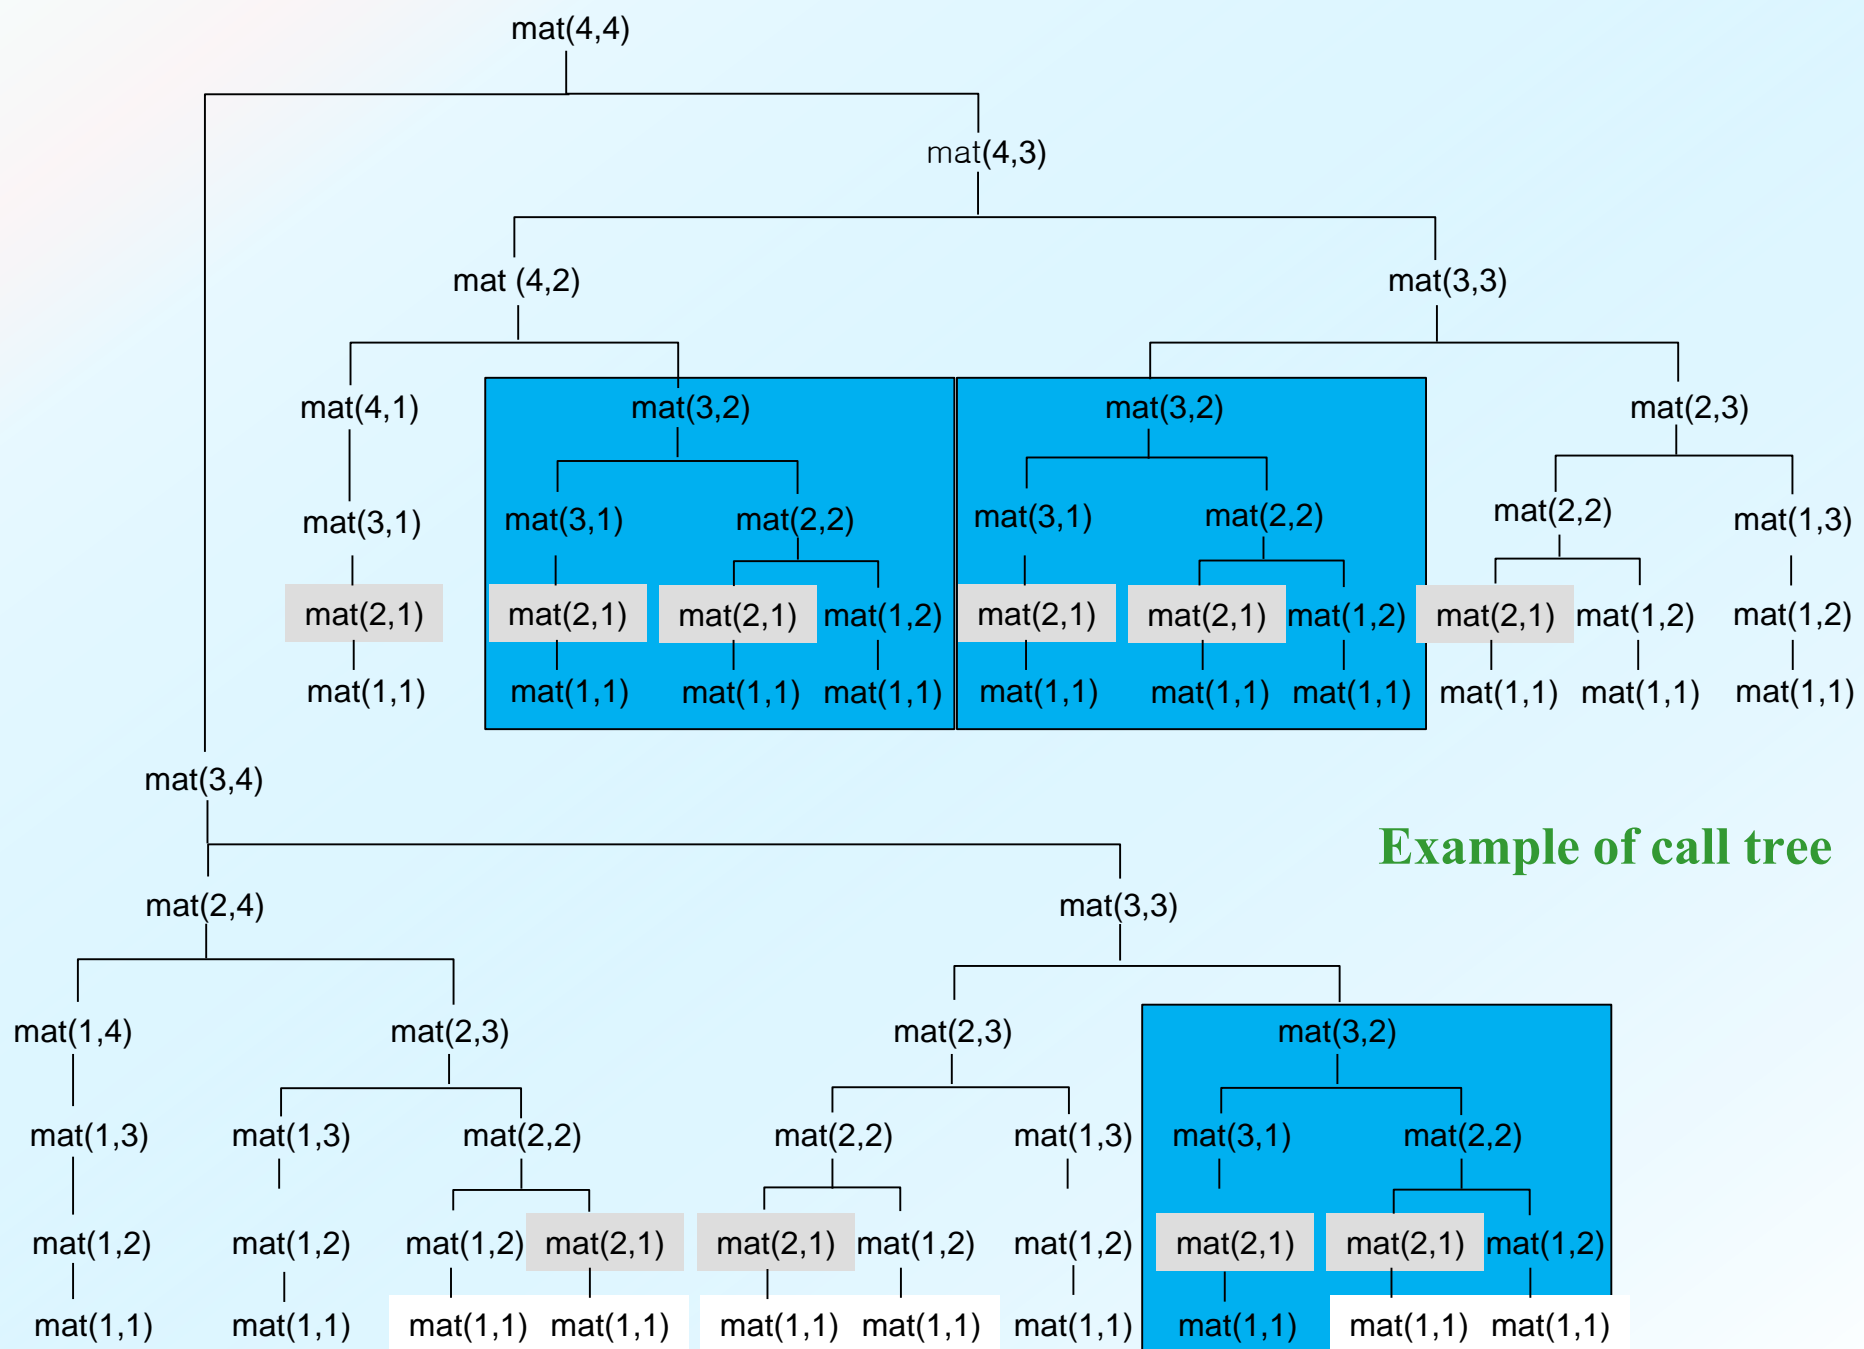 mat(4,4)
mat(4,3)
mat (4,2) mat(3,3)
mat(4,1) mat(3,2) mat(3,2) mat(2,3)
mat(3,1) mat(3,1) mat(2,2) mat(3,1) mat(2,2) mat(2,2) mat(1,3)
mat(2,1) mat(2,1) mat(2,1) mat(1,2) mat(2,1) mat(2,1) mat(1,2) mat(2,1) mat(1,2) mat(1,2)
mat(1,1) mat(1,1) mat(1,1) mat(1,1) mat(1,1) mat(1,1) mat(1,1) mat(1,1) mat(1,1) mat(1,1)
mat(3,4)
Example of call tree
mat(2,4) mat(3,3)
mat(1,4) mat(2,3) mat(2,3) mat(3,2)
mat(1,3) mat(1,3) mat(2,2) mat(2,2) mat(1,3) mat(3,1) mat(2,2)
mat(1,2) mat(1,2) mat(1,2) mat(2,1) mat(2,1) mat(1,2) mat(1,2) mat(2,1) mat(2,1) mat(1,2)
mat(1,1) mat(1,1) mat(1,1) mat(1,1) mat(1,1) mat(1,1) mat(1,1) mat(1,1) mat(1,1) mat(1,1)